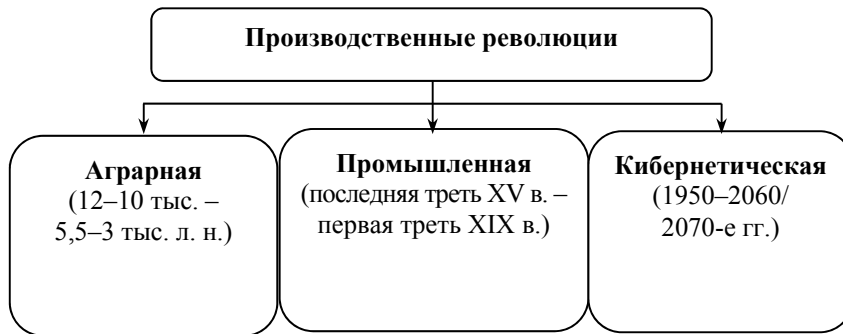 Производственные революции
Аграрная
(12–10 тыс. –
5,5–3 тыс. л. н.)
Промышленная
(последняя треть XV в. –
первая треть XIX в.)
Кибернетическая
(1950–2060/
2070-е гг.)